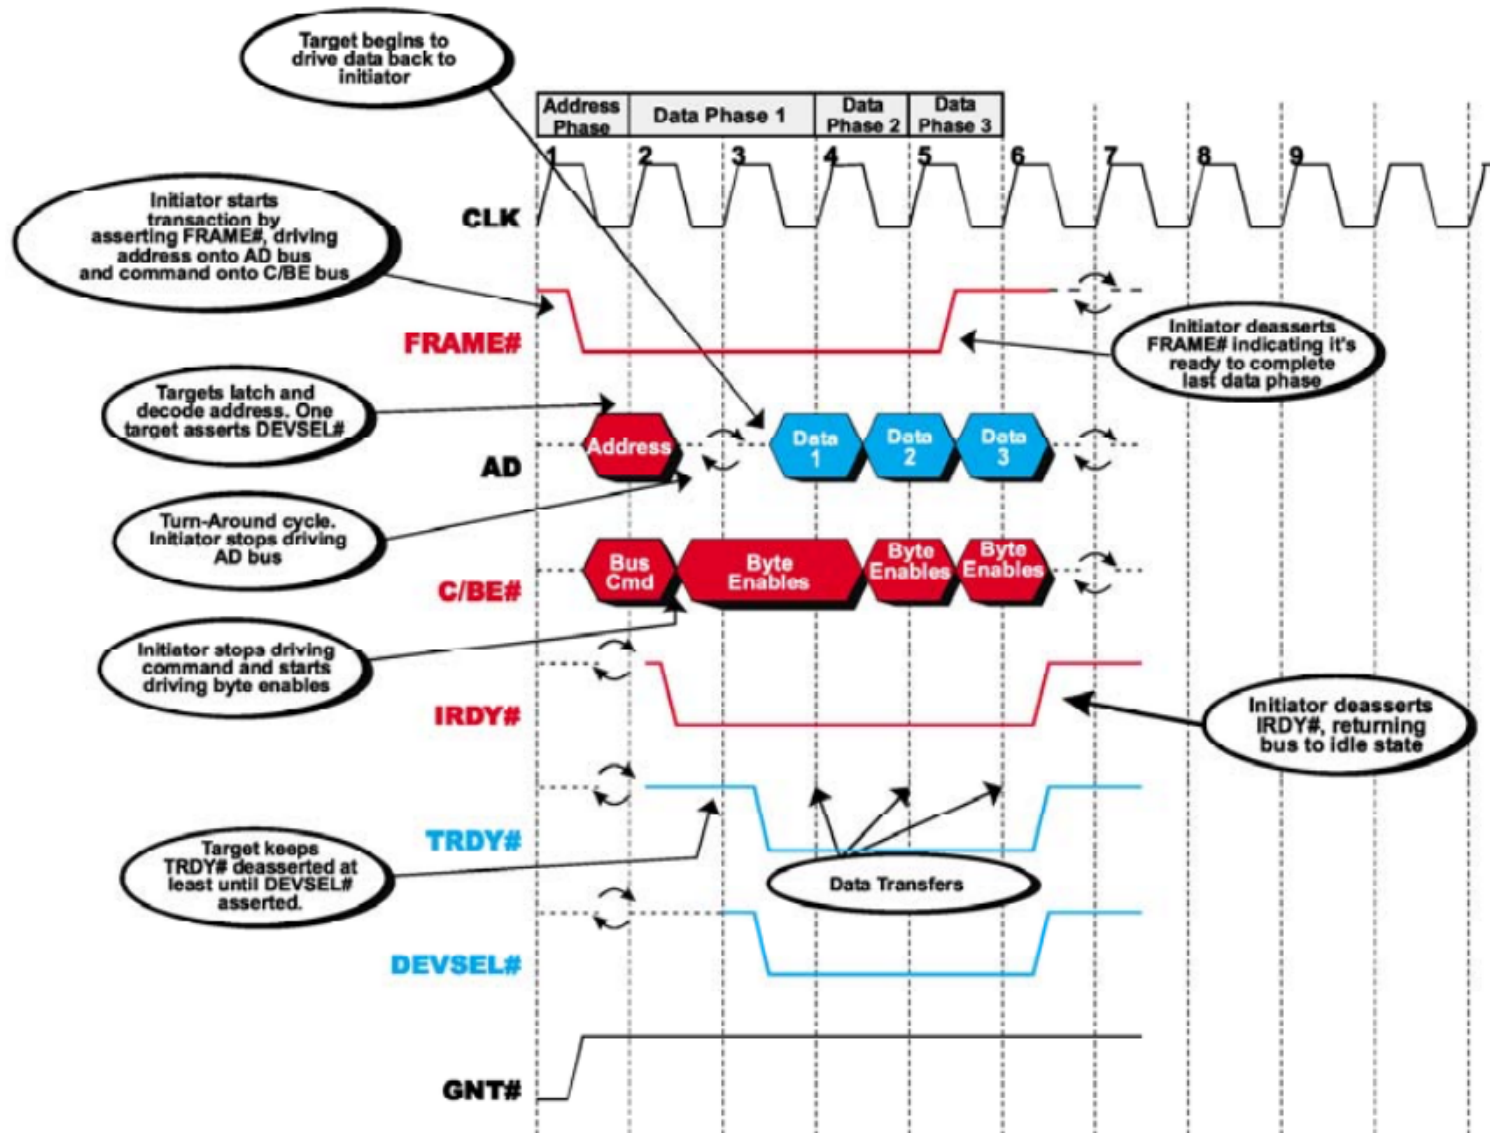 Target begins to
drive data back to
initiator
Address
Phase
Data Phase 1
Data
Phase 2
Data
Phase 3
1
2
3
4
5
6
7
8
9
CLK
Initiator starts
transaction by
asserting FRAME#, driving
address onto AD bus
and command onto C/BE bus
FRAME#
Initiator deasserts
FRAME# indicating it's
ready to complete
last data phase
Targets latch and
decode address. One
target asserts DEVSEL#
AD
Address
Data
1
Data
2
Data
3
Turn-Around cycle.
Initiator stops driving
AD bus
C/BE#
Bus
Cmd
Byte
Enables
Byte
Enables
Byte
Enables
Initiator stops driving
command and starts
driving byte enables
IRDY#
Initiator deasserts
IRDY#, returning
bus to idle state
TRDY#
Target keeps
TRDY# deasserted at
least until DEVSEL#
asserted.
Data Transfers
DEVSEL#
GNT#